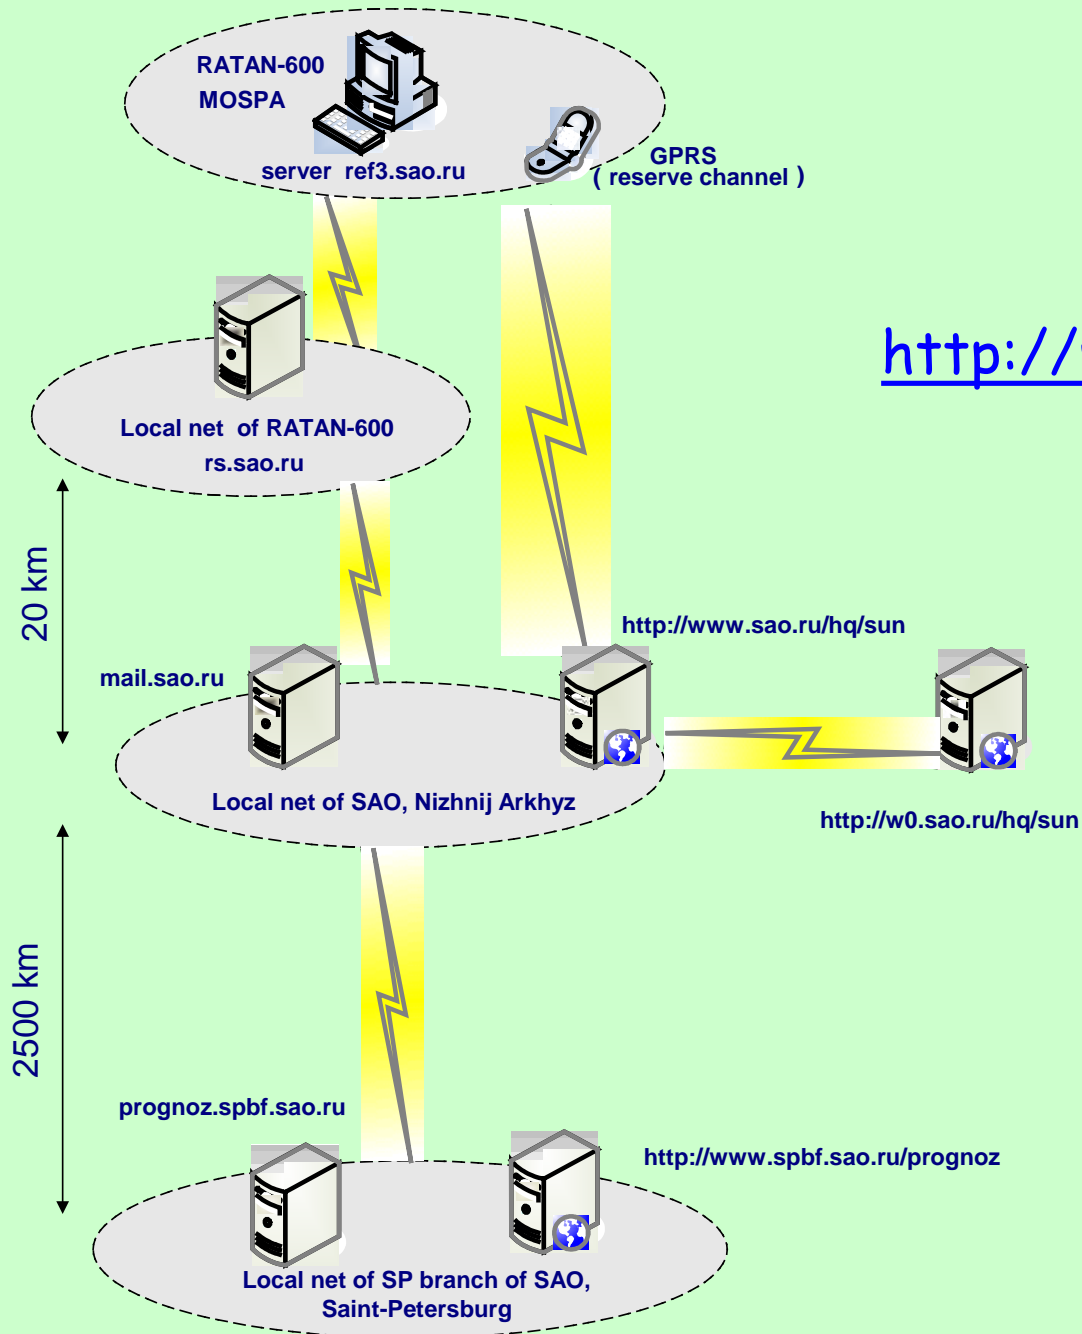 RATAN-600
MOSPA
server ref3.sao.ru
GPRS
( reserve channel )
http://
Local net of RATAN-600
rs.sao.ru
20 km
http://www.sao.ru/hq/sun
mail.sao.ru
Local net of SAO, Nizhnij Arkhyz
http://w0.sao.ru/hq/sun
2500 km
prognoz.spbf.sao.ru
http://www.spbf.sao.ru/prognoz
Local net of SP branch of SAO,
Saint-Petersburg